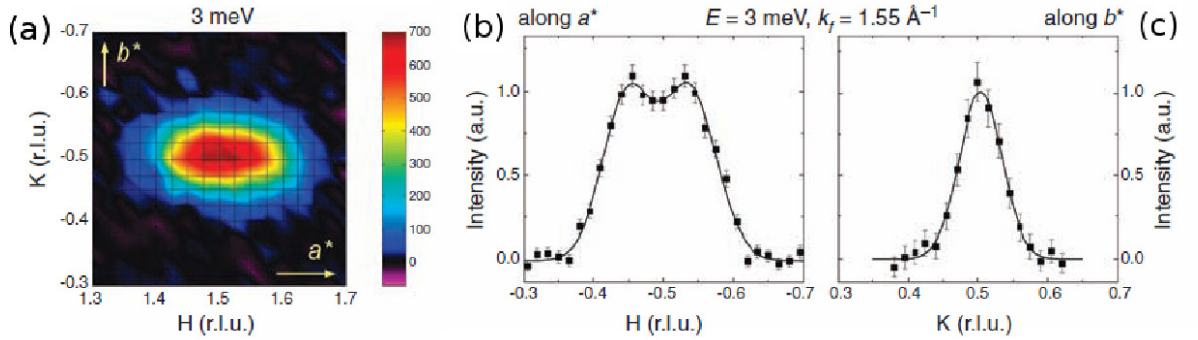 (a)
3 meV
-0.7
-0.6
-0.5
-0.4
-0.3
K (r.l.u.)
b*
a*
1.3 1.4 1.5 1.6 1.7
H (r.l.u.)
700
600
500
400
300
200
100
0
(b) along a* E = 3 meV, kf = 1.55 Å–1 along b* (c)
Intensity (a.u.)
1.0
0.5
0.0
-0.3 -0.4 -0.5 -0.6 -0.7
H (r.l.u.)
0.3 0.4 0.5 0.6 0.7
K (r.l.u.)
1.0
0.5
0.0
Intensity (a.u.)